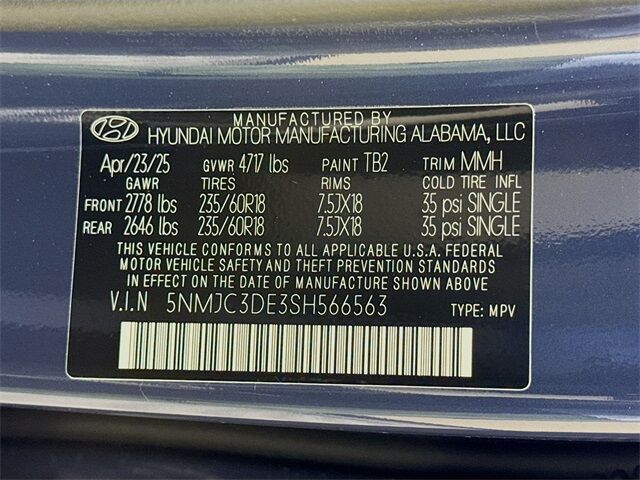 MANUFACTURED BY
HYUNDAI MOTOR MANUFACTURING ALABAMA, LLC
Apr/23/25 GVWR 4717 lbs PAINT TB2 TRIM MMH
GAWR TIRES RIMS COLD TIRE INFL
FRONT 2778 lbs 235/60R18 7.5JX18 35 psi SINGLE
REAR 2646 lbs 235/60R18 7.5JX18 35 psi SINGLE
THIS VEHICLE CONFORMS TO ALL APPLICABLE U.S.A. FEDERAL
MOTOR VEHICLE SAFETY AND THEFT PREVENTION STANDARDS
IN EFFECT ON THE DATE OF MANUFACTURE SHOWN ABOVE
V.I.N 5NMJC3DE3SH566563 TYPE: MPV